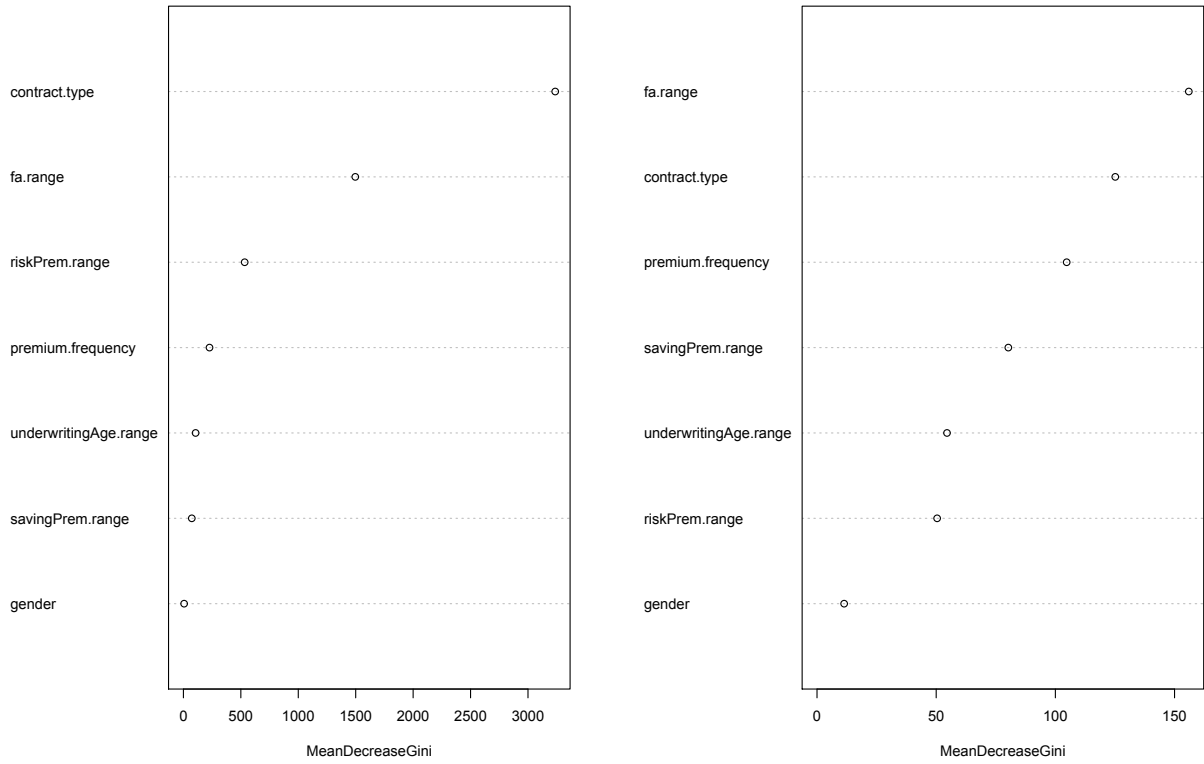 contract.type
fa.range
riskPrem.range
premium.frequency
underwritingAge.range
savingPrem.range
gender
0 500 1000 1500 2000 2500 3000
MeanDecreaseGini
fa.range
contract.type
premium.frequency
savingPrem.range
underwritingAge.range
riskPrem.range
gender
0 50 100 150
MeanDecreaseGini